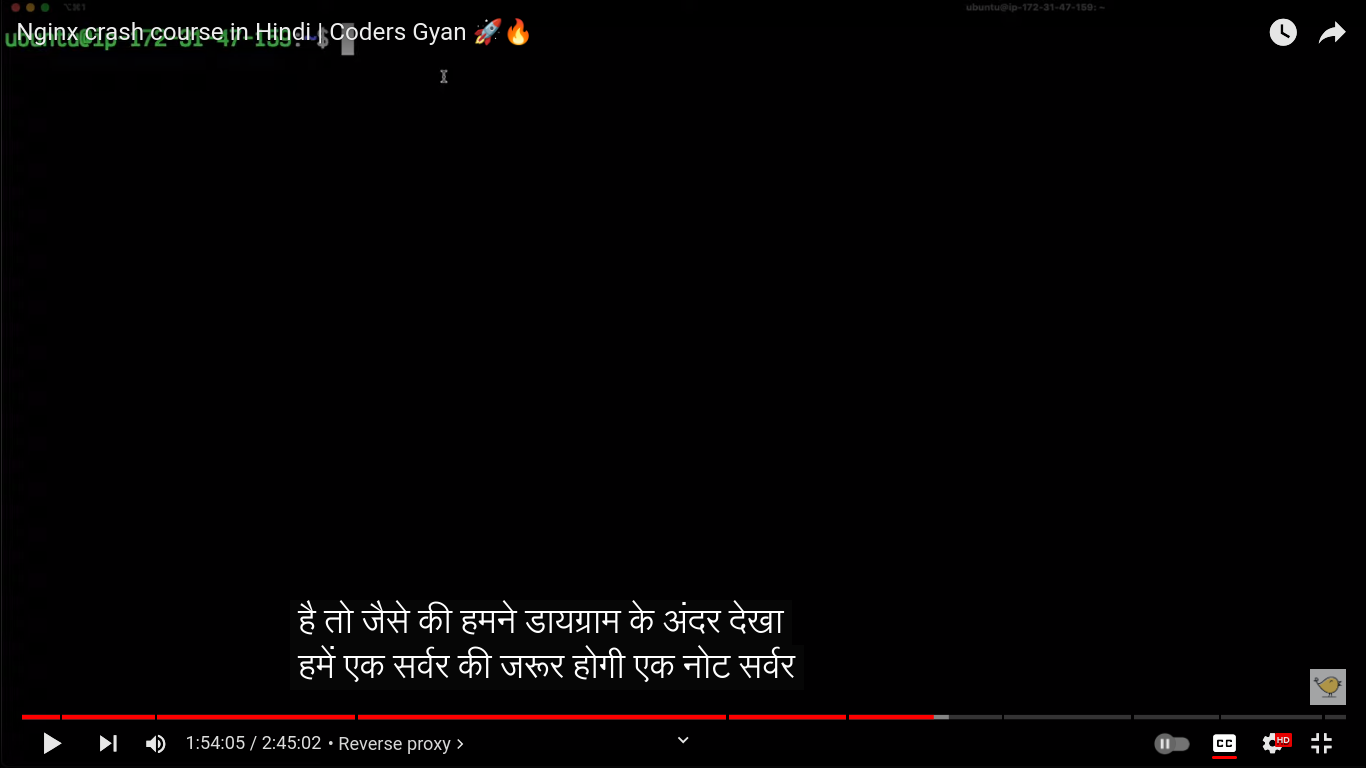 ubuntu@ip-172-31-47-159: ~
Nginx crash course in Hindi | Coders Gyan 🚀🔥
ubuntu@ip-172-31-47-159:~$
है तो जैसे की हमने डायग्राम के अंदर देखा
हमें एक सर्वर की जरूर होगी एक नोट सर्वर
1:54:05 / 2:45:02 • Reverse proxy >
CC
HD